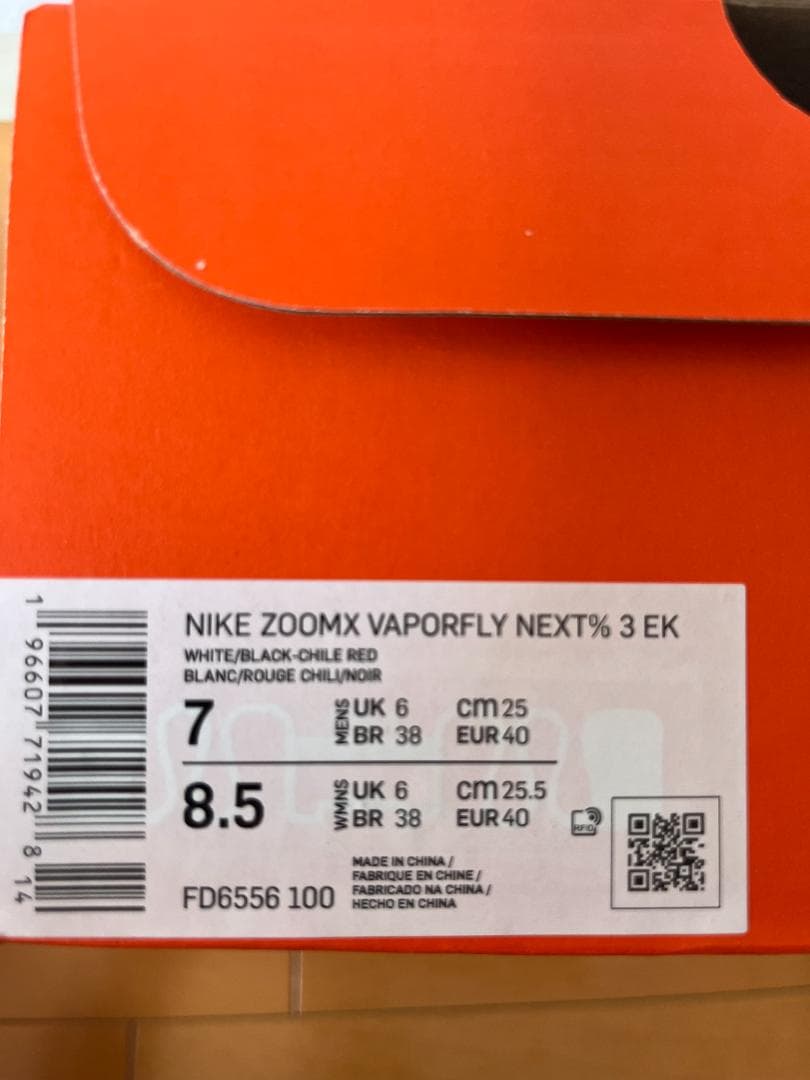 NIKE ZOOMX VAPORFLY NEXT% 3 EK
WHITE/BLACK-CHILE RED
BLANC/ROUGE CHILI/NOIR
7 MENS UK 6 cm 25
BR 38 EUR 40
8.5 WMNS UK 6 cm 25.5
BR 38 EUR 40
RFID
FD6556 100
MADE IN CHINA /
FABRIQUE EN CHINE /
FABRICADO NA CHINA /
HECHO EN CHINA
1 96607 71942 8 14